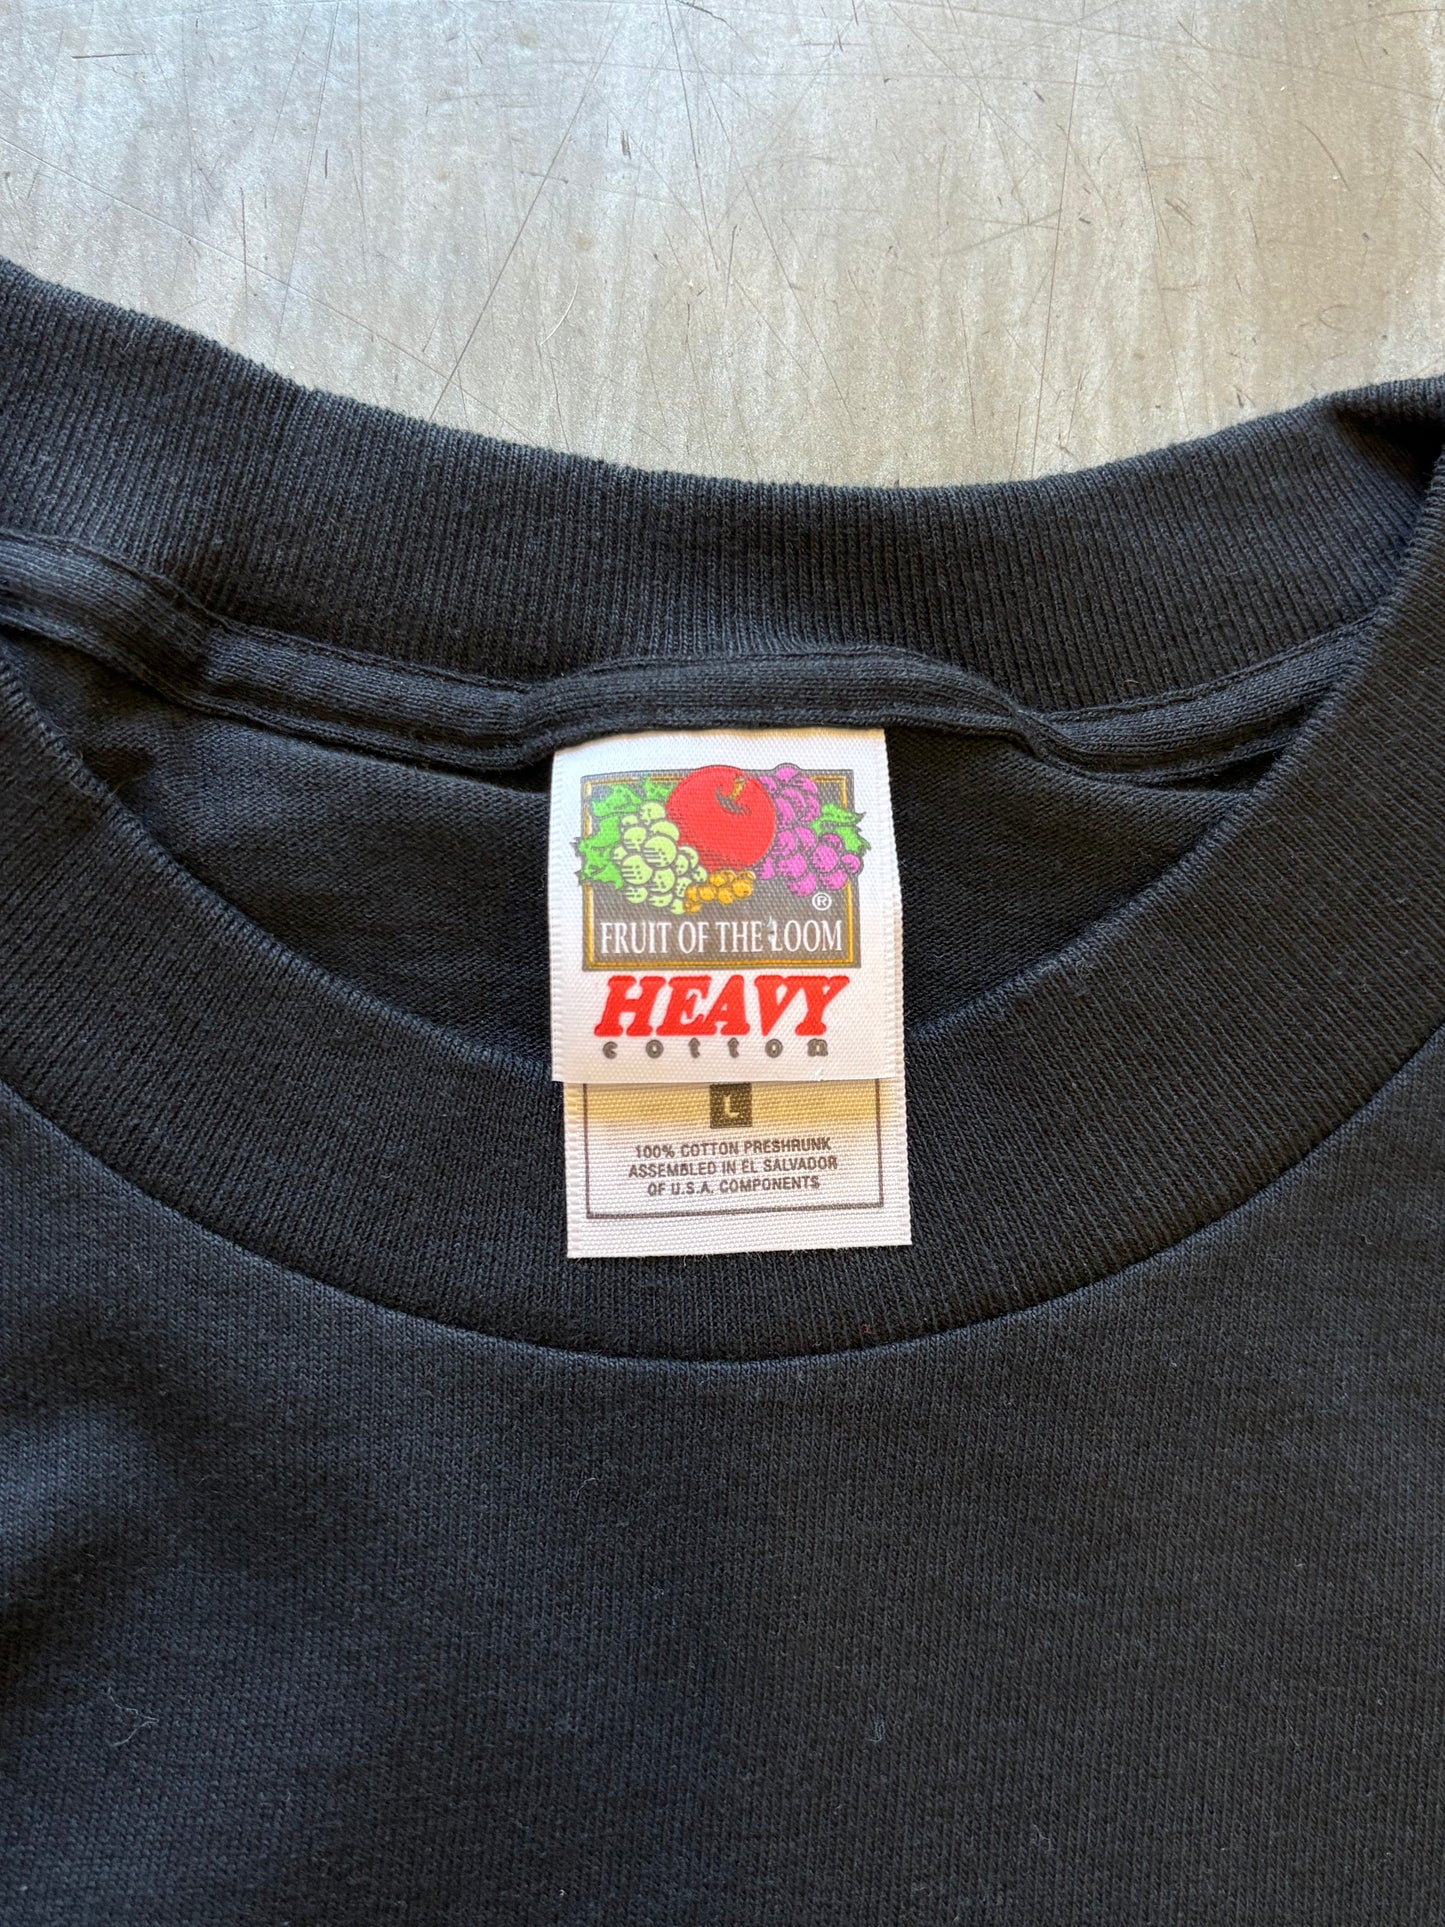 ®
FRUIT OF THE LOOM
HEAVY
cotton
L
100% COTTON PRESHRUNK
ASSEMBLED IN EL SALVADOR
OF U.S.A. COMPONENTS